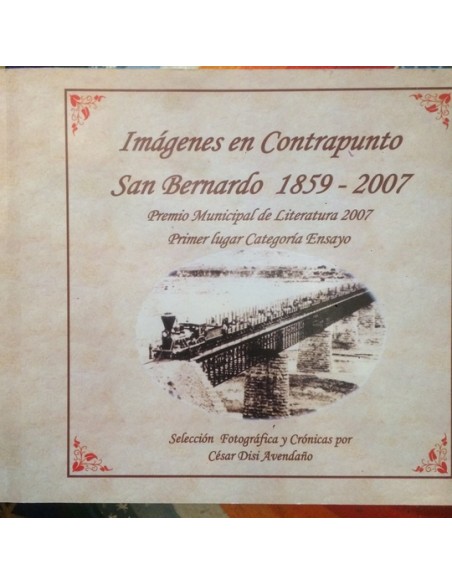 Imágenes en Contrapunto
San Bernardo 1859 - 2007
Premio Municipal de Literatura 2007
Primer lugar Categoría Ensayo
Selección Fotográfica y Crónicas por
César Disi Avendaño